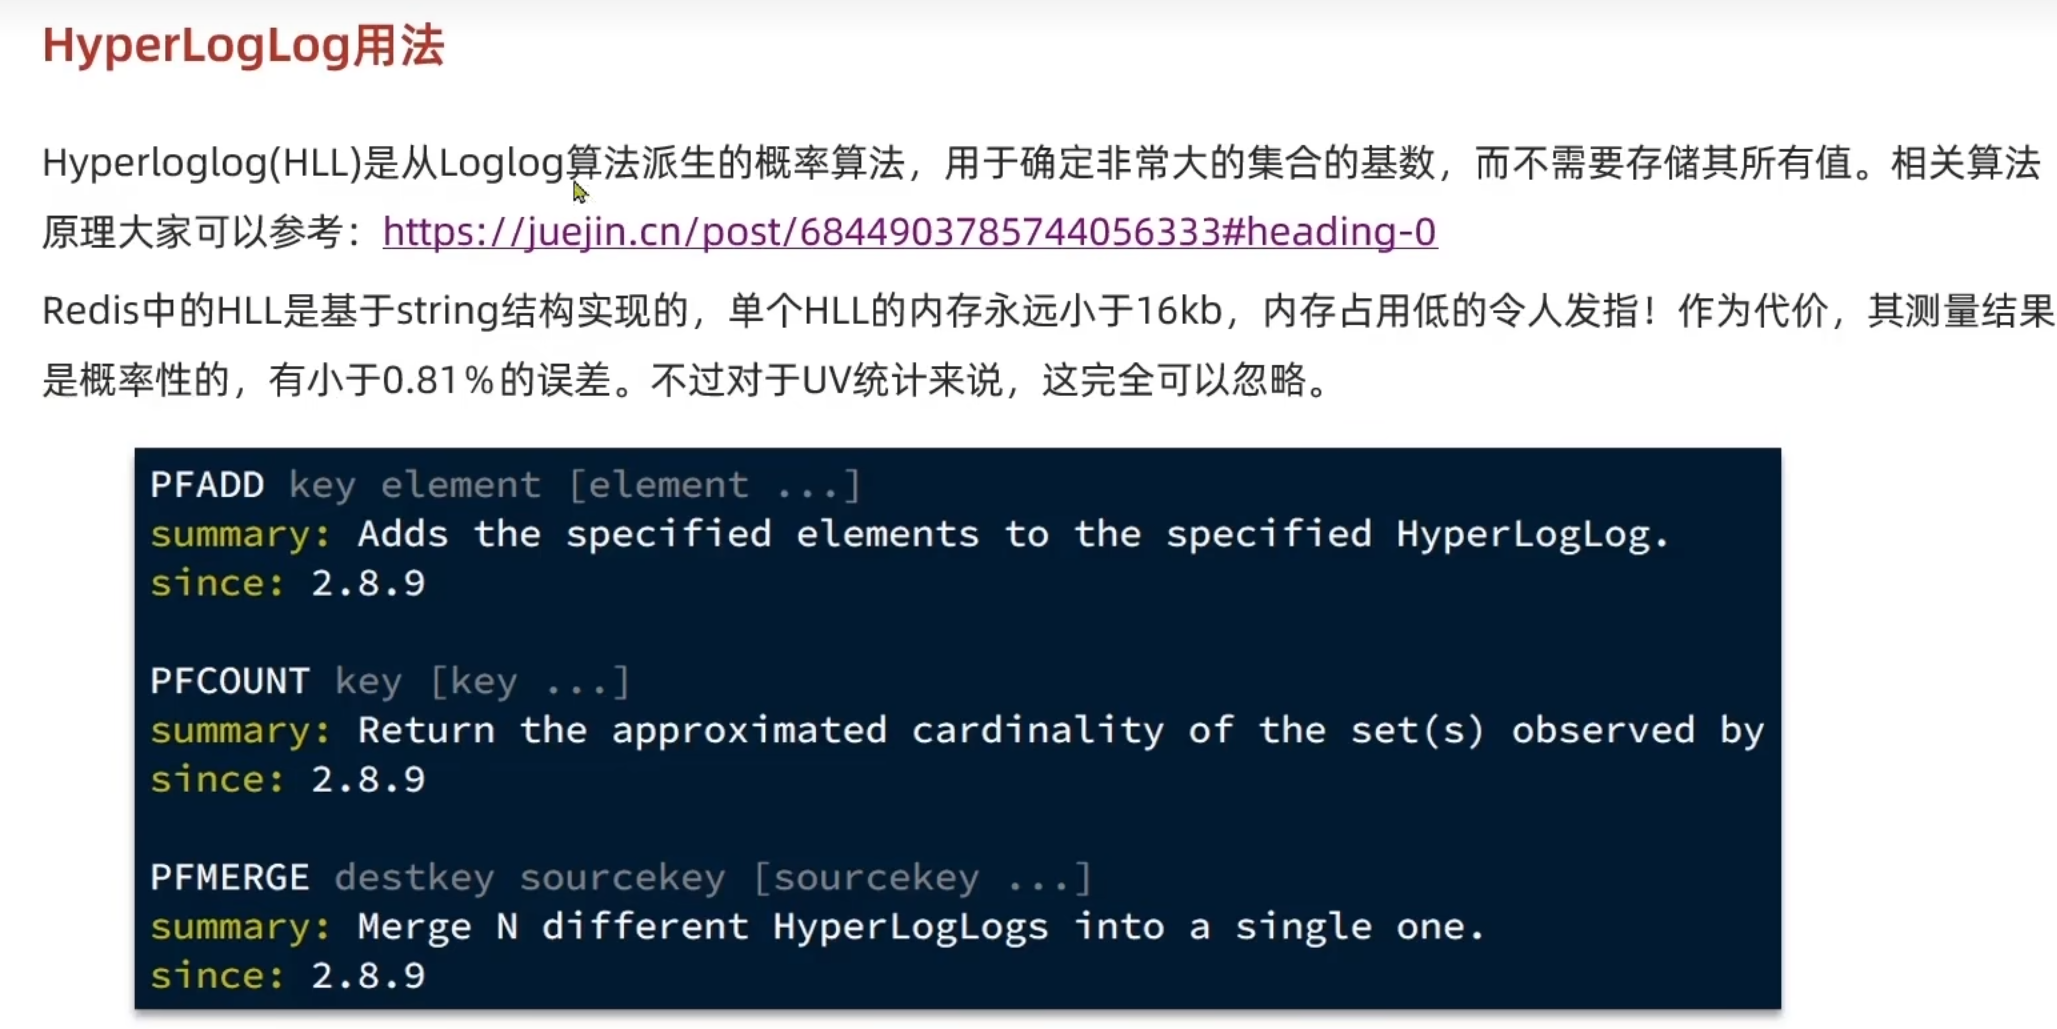 HyperLogLog用法
Hyperloglog(HLL)是从Loglog算法派生的概率算法，用于确定非常大的集合的基数，而不需要存储其所有值。相关算法
原理大家可以参考：https://juejin.cn/post/6844903785744056333#heading-0
Redis中的HLL是基于string结构实现的，单个HLL的内存永远小于16kb，内存占用低的令人发指！作为代价，其测量结果
是概率性的，有小于0.81％的误差。不过对于UV统计来说，这完全可以忽略。
PFADD key element [element ...]
summary: Adds the specified elements to the specified HyperLogLog.
since: 2.8.9
PFCOUNT key [key ...]
summary: Return the approximated cardinality of the set(s) observed by
since: 2.8.9
PFMERGE destkey sourcekey [sourcekey ...]
summary: Merge N different HyperLogLogs into a single one.
since: 2.8.9